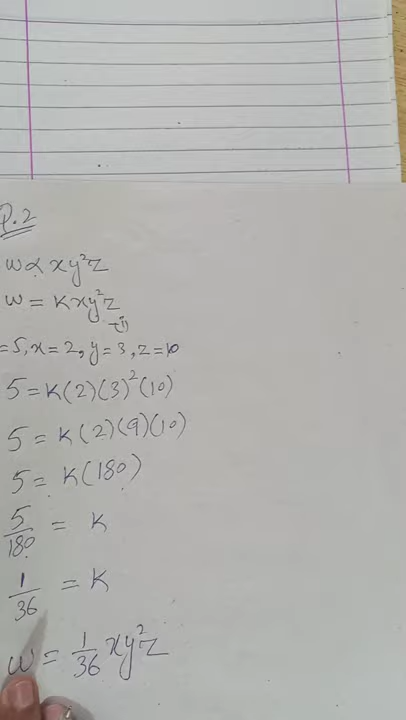 Q.2
w ∝ xy²z
w = Kxy²z
→(i)
=5, x=2, y=3, z=10
5 = K(2)(3)²(10)
5 = K(2)(9)(10)
5 = K(180)
5/180 = K
1/36 = K
w = 1/36 xy²z